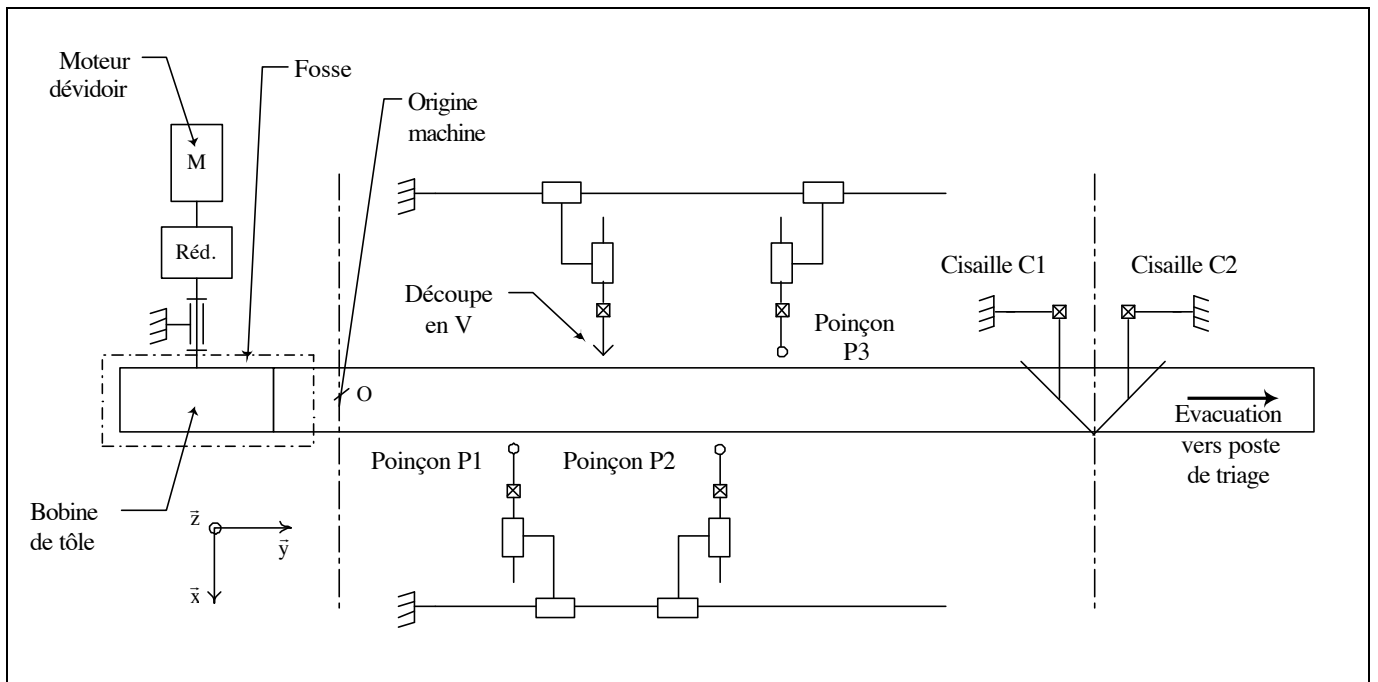 Moteur
dévidoir
Fosse
Origine
machine
M
Réd.
Cisaille C1
Cisaille C2
Découpe
en V
Poinçon
P3
O
Evacuation
vers poste
de triage
Poinçon P1
Poinçon P2
Bobine
de tôle
z
y
x